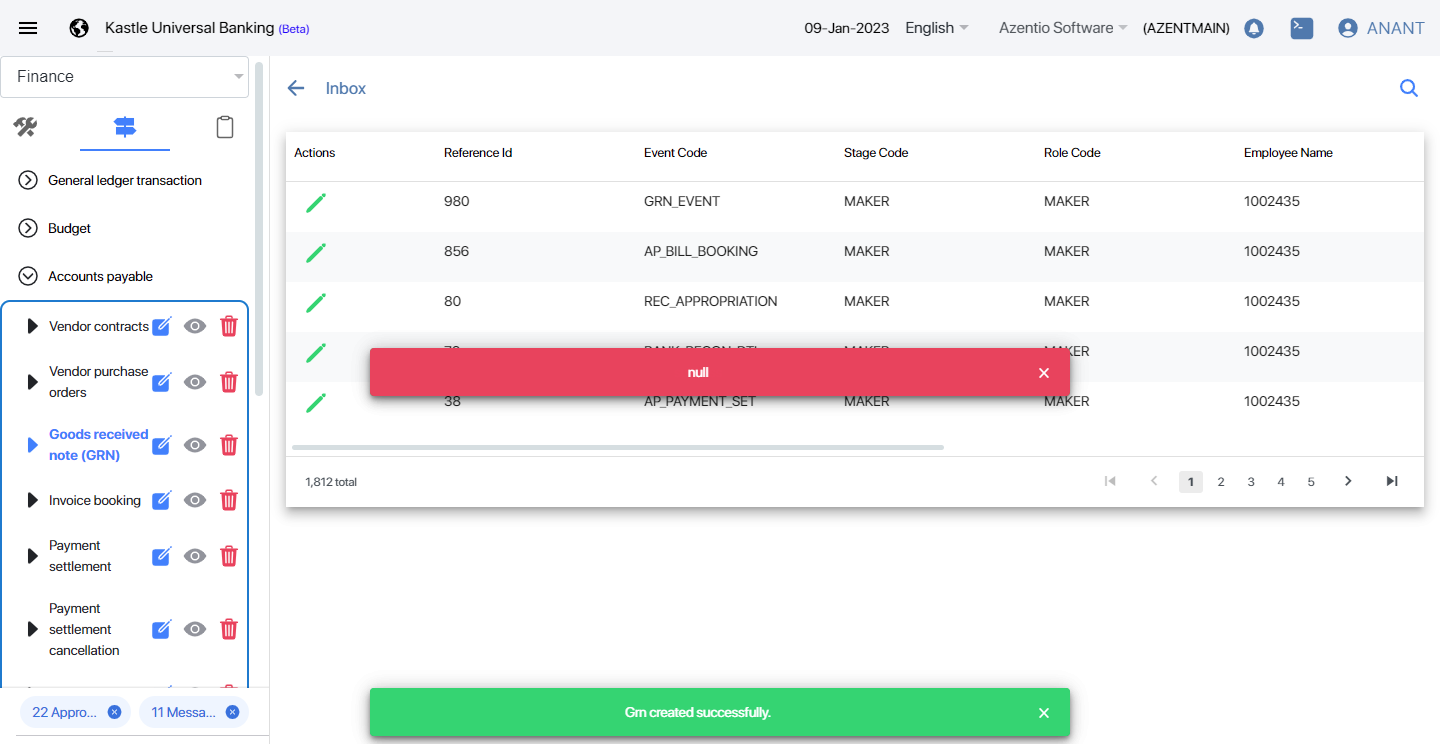 Kastle Universal Banking (Beta)
09-Jan-2023 English Azentio Software (AZENTMAIN) ANANT
Finance
General ledger transaction
Budget
Accounts payable
Vendor contracts
Vendor purchase
orders
Goods received
note (GRN)
Invoice booking
Payment
settlement
Payment
settlement
cancellation
22 Appro...
11 Messa...
Inbox
Actions Reference Id Event Code Stage Code Role Code Employee Name
980 GRN_EVENT MAKER MAKER 1002435
856 AP_BILL_BOOKING MAKER MAKER 1002435
80 REC_APPROPRIATION MAKER MAKER 1002435
1002435
null
38 AP_PAYMENT_SET MAKER MAKER 1002435
1,812 total
1 2 3 4 5
Grn created successfully.